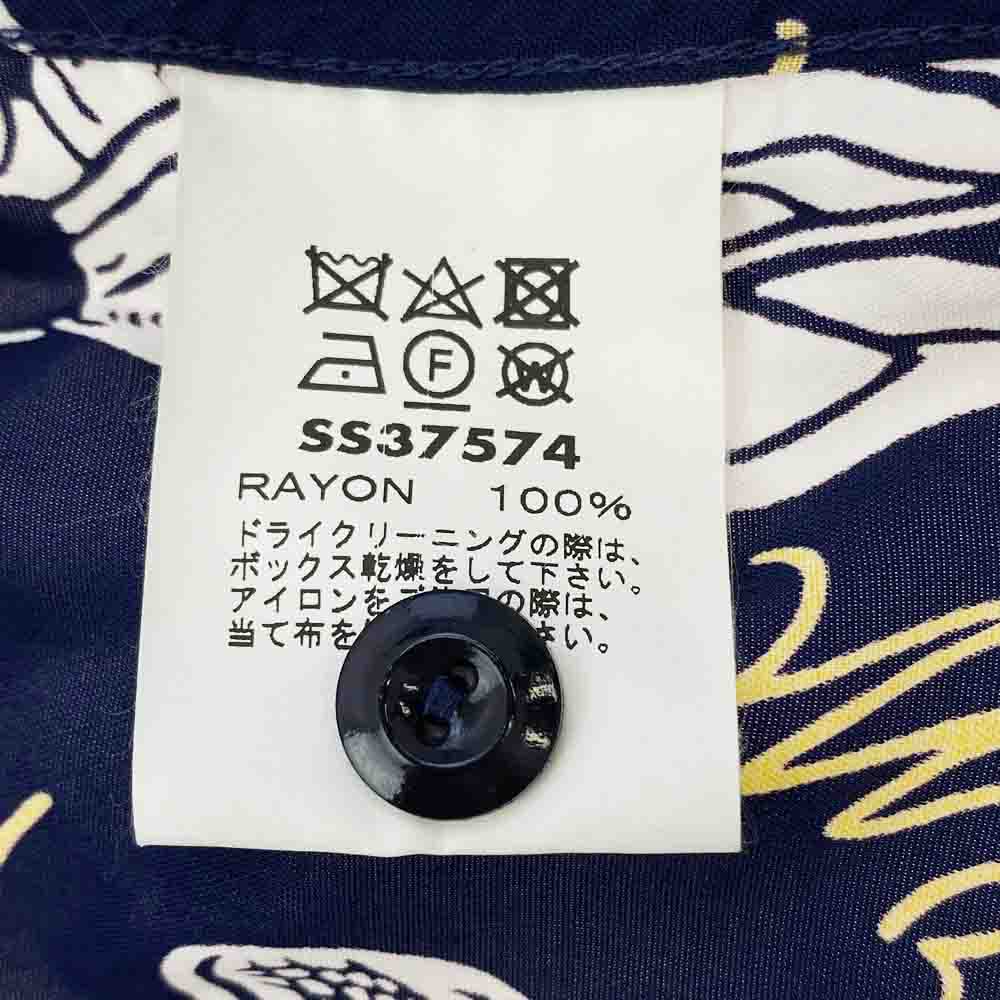 F W
SS37574
RAYON 100%
ドライクリーニングの際は、
ボックス乾燥をして下さい。
アイロンを の際は、
当て布を さい。